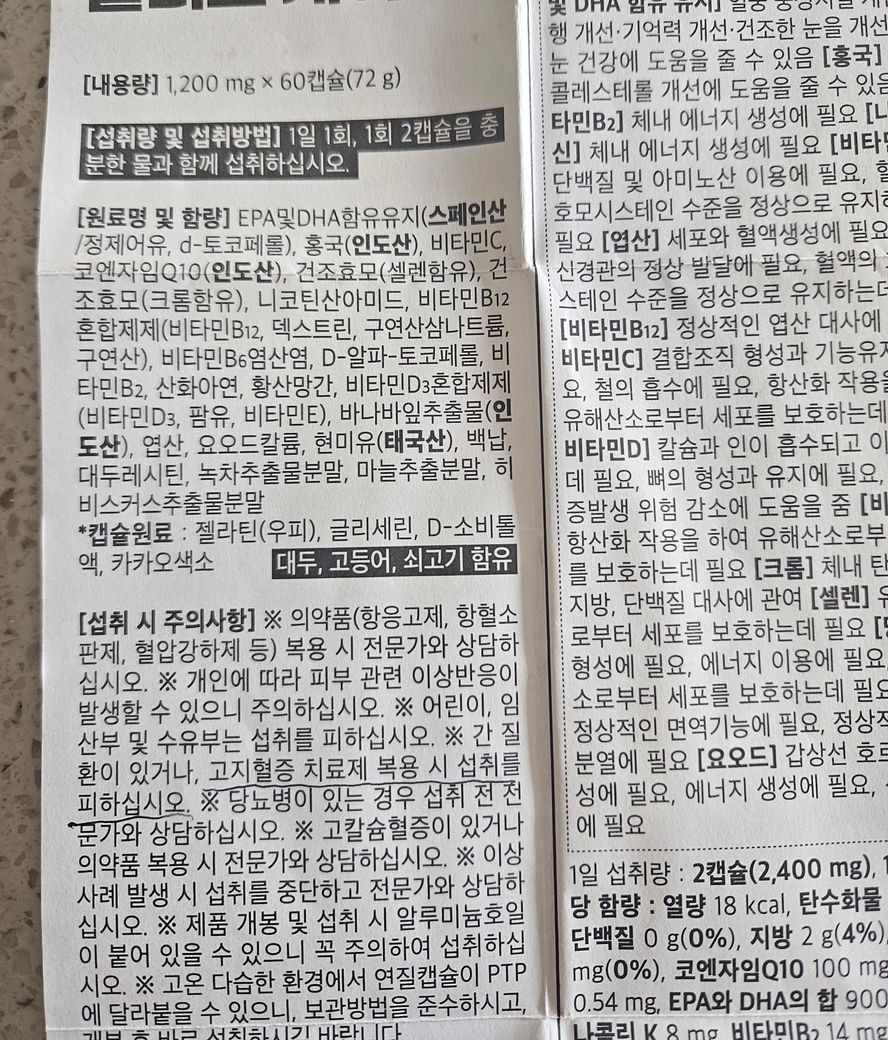 [내용량] 1,200 mg × 60캡슐(72 g)
[섭취량 및 섭취방법] 1일 1회, 1회 2캡슐을 충
분한 물과 함께 섭취하십시오.
[원료명 및 함량] EPA및DHA함유유지(스페인산
/정제어유, d-토코페롤), 홍국(인도산), 비타민C,
코엔자임Q10(인도산), 건조효모(셀렌함유), 건
조효모(크롬함유), 니코틴산아미드, 비타민B12
혼합제제(비타민B12, 덱스트린, 구연산삼나트륨,
구연산), 비타민B6염산염, D-알파-토코페롤, 비
타민B2, 산화아연, 황산망간, 비타민D3혼합제제
(비타민D3, 팜유, 비타민E), 바나바잎추출물(인
도산), 엽산, 요오드칼륨, 현미유(태국산), 백납,
대두레시틴, 녹차추출물분말, 마늘추출분말, 히
비스커스추출물분말
*캡슐원료 : 젤라틴(우피), 글리세린, D-소비톨
액, 카카오색소 대두, 고등어, 쇠고기 함유
[섭취 시 주의사항] ※ 의약품(항응고제, 항혈소
판제, 혈압강하제 등) 복용 시 전문가와 상담하
십시오. ※ 개인에 따라 피부 관련 이상반응이
발생할 수 있으니 주의하십시오. ※ 어린이, 임
산부 및 수유부는 섭취를 피하십시오. ※ 간 질
환이 있거나, 고지혈증 치료제 복용 시 섭취를
피하십시오. ※ 당뇨병이 있는 경우 섭취 전 전
문가와 상담하십시오. ※ 고칼슘혈증이 있거나
의약품 복용 시 전문가와 상담하십시오. ※ 이상
사례 발생 시 섭취를 중단하고 전문가와 상담하
십시오. ※ 제품 개봉 및 섭취 시 알루미늄호일
이 붙어 있을 수 있으니 꼭 주의하여 섭취하십
시오. ※ 고온 다습한 환경에서 연질캡슐이 PTP
에 달라붙을 수 있으니, 보관방법을 준수하시고,
개봉 후 바로 섭취하시길 바랍니다.
및 DHA 함유 유지]
행 개선·기억력 개선·건조한 눈을 개선
눈 건강에 도움을 줄 수 있음 [홍국]
콜레스테롤 개선에 도움을 줄 수 있음
타민B2] 체내 에너지 생성에 필요 [나
신] 체내 에너지 생성에 필요 [비타민
단백질 및 아미노산 이용에 필요,
호모시스테인 수준을 정상으로 유지하
필요 [엽산] 세포와 혈액생성에 필요
신경관의 정상 발달에 필요, 혈액의
스테인 수준을 정상으로 유지하는데
[비타민B12] 정상적인 엽산 대사에
비타민C] 결합조직 형성과 기능유지
요, 철의 흡수에 필요, 항산화 작용을
유해산소로부터 세포를 보호하는데
비타민D] 칼슘과 인이 흡수되고 이
데 필요, 뼈의 형성과 유지에 필요,
증발생 위험 감소에 도움을 줌 [비
항산화 작용을 하여 유해산소로부
를 보호하는데 필요 [크롬] 체내 탄
지방, 단백질 대사에 관여 [셀렌] 유
로부터 세포를 보호하는데 필요
형성에 필요, 에너지 이용에 필요
소로부터 세포를 보호하는데 필요
정상적인 면역기능에 필요, 정상적
분열에 필요 [요오드] 갑상선 호르
성에 필요, 에너지 생성에 필요,
에 필요
1일 섭취량 : 2캡슐(2,400 mg), 1
당 함량 : 열량 18 kcal, 탄수화물
단백질 0 g(0%), 지방 2 g(4%),
mg(0%), 코엔자임Q10 100 mg
0.54 mg, EPA와 DHA의 합 900
나콜리 K 8 mg, 비타민B2 14 mg